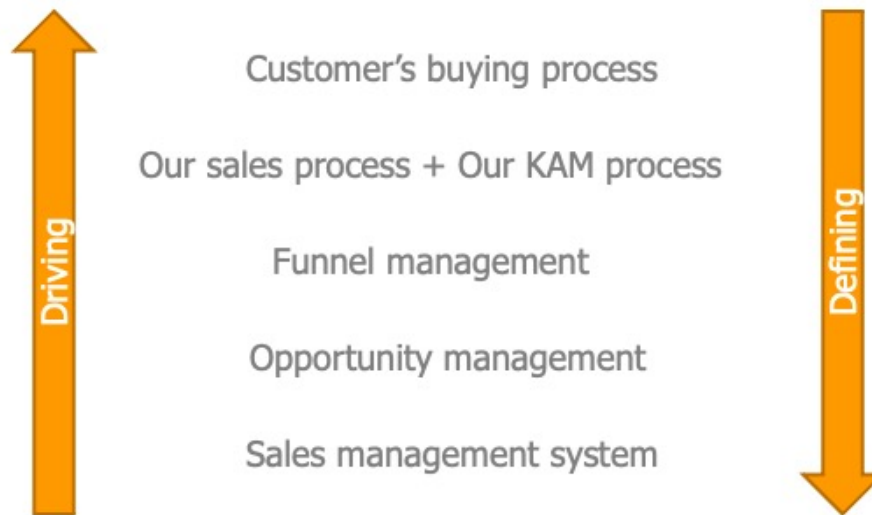 Customer’s buying process
Our sales process + Our KAM process
Driving
Funnel management
Defining
Opportunity management
Sales management system